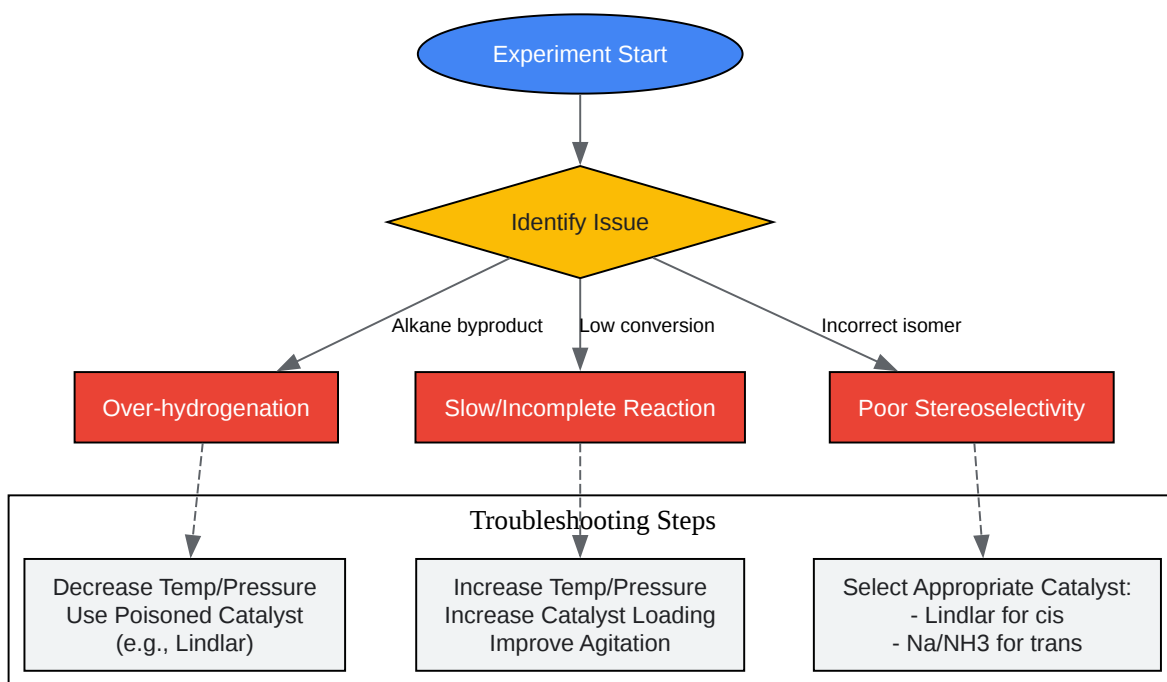 Experiment Start
Identify Issue
Alkane byproduct
Low conversion
Incorrect isomer
Over-hydrogenation
Slow/Incomplete Reaction
Poor Stereoselectivity
Troubleshooting Steps
Decrease Temp/Pressure
Use Poisoned Catalyst
(e.g., Lindlar)
Increase Temp/Pressure
Increase Catalyst Loading
Improve Agitation
Select Appropriate Catalyst:
- Lindlar for cis
- Na/NH3 for trans